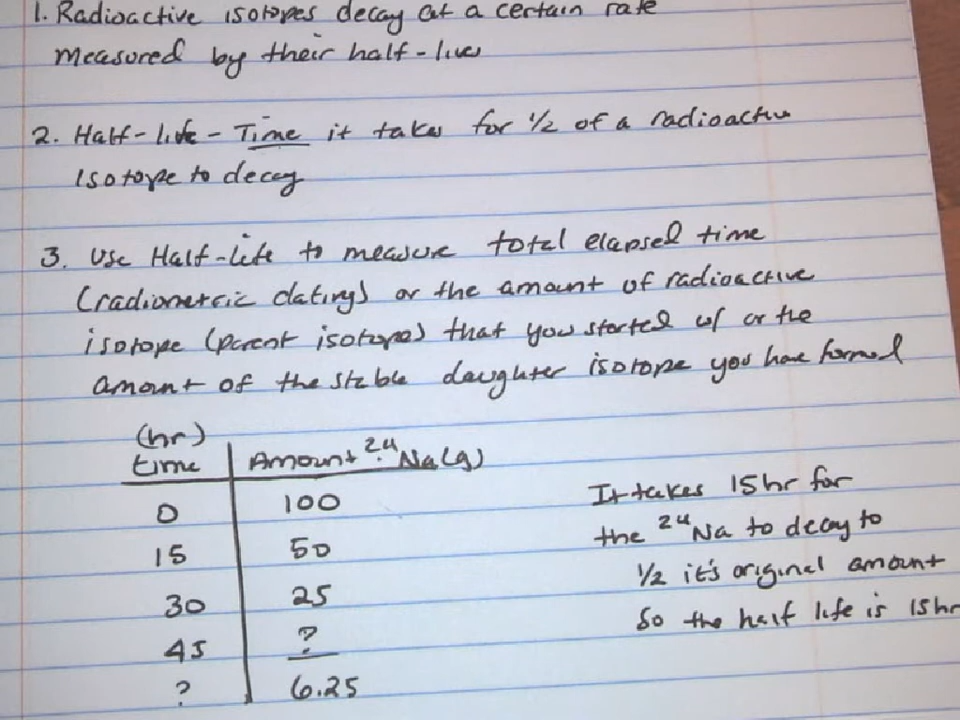 1. Radioactive isotopes decay at a certain rate
measured by their half-lives
2. Half-life - Time it takes for 1/2 of a radioactive
isotope to decay
3. Use Half-life to measure total elapsed time
(radiometric dating) or the amount of radioactive
isotope (parent isotope) that you started w/ or the
amount of the stable daughter isotope you have formed
(hr)
time | Amount ²⁴Na(g)
0 | 100
15 | 50
30 | 25
45 | ?
? | 6.25
It takes 15hr for
the ²⁴Na to decay to
1/2 it's original amount
So the half life is 15hr